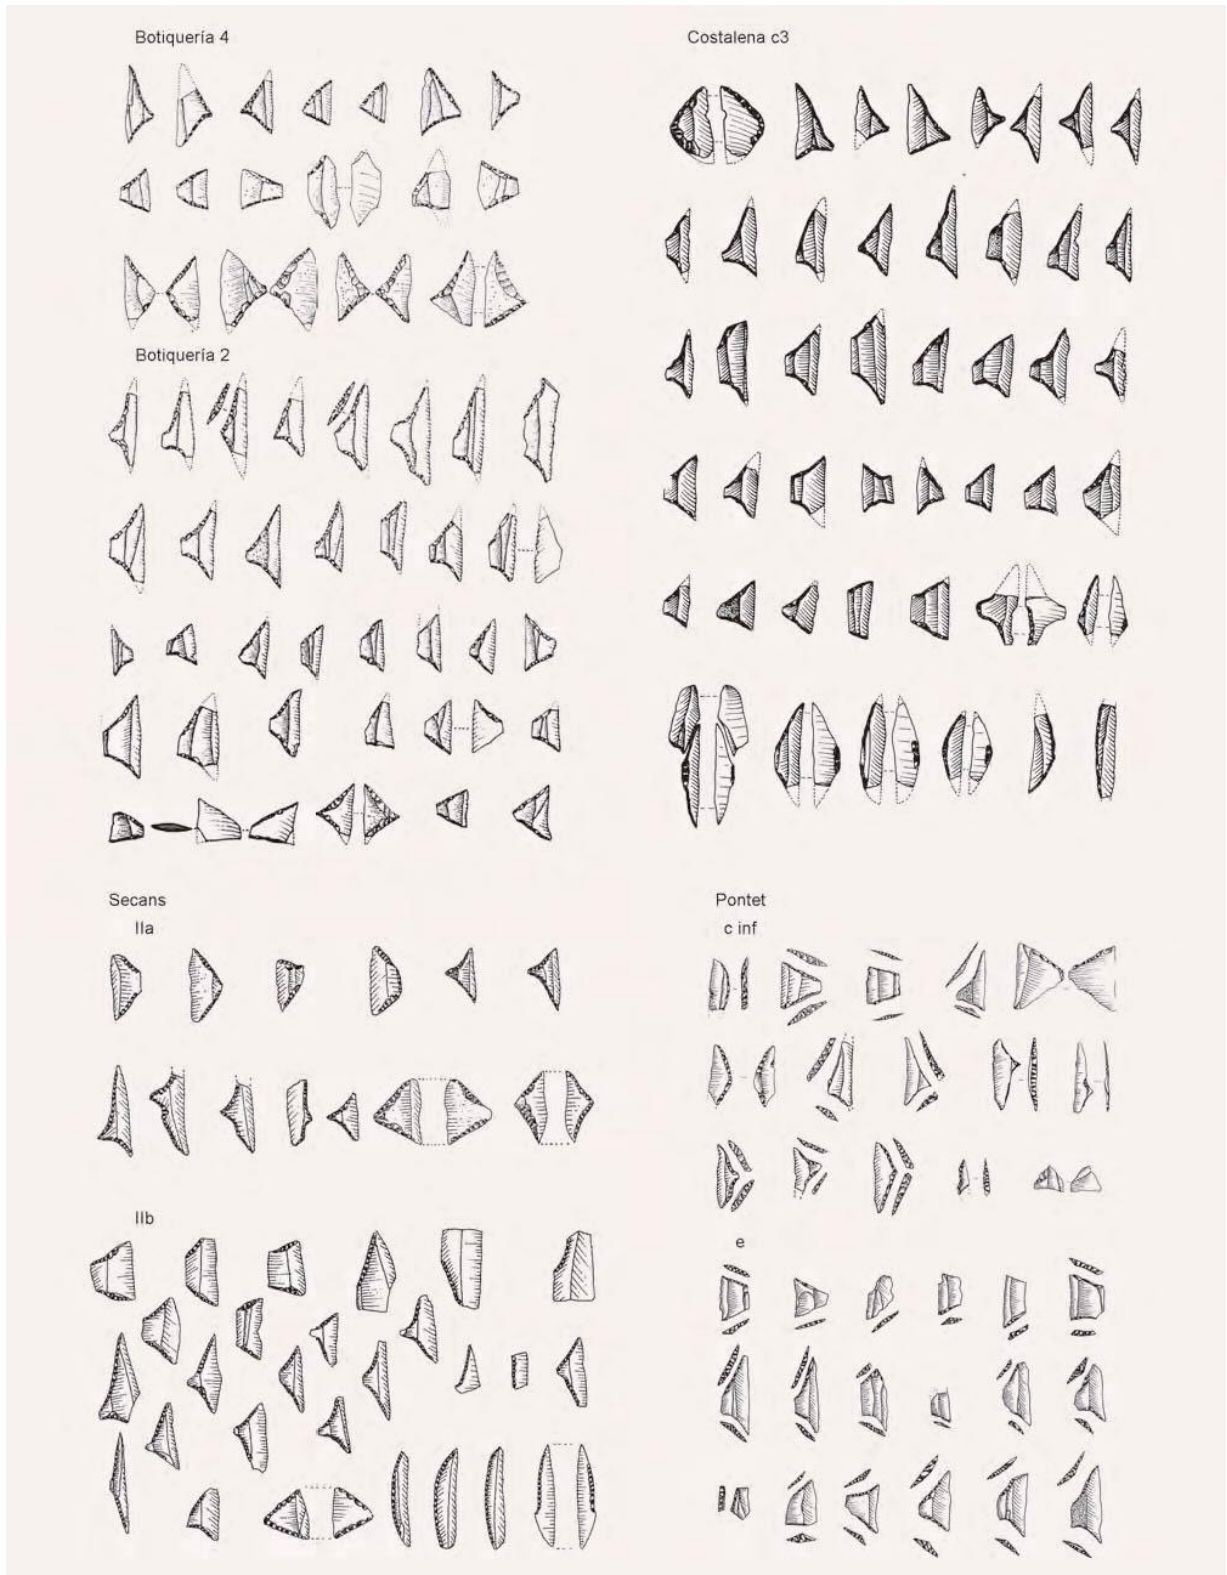 Botiquería 4
Costalena c3
Botiquería 2
Secans
IIa
IIb
Pontet
c inf
e